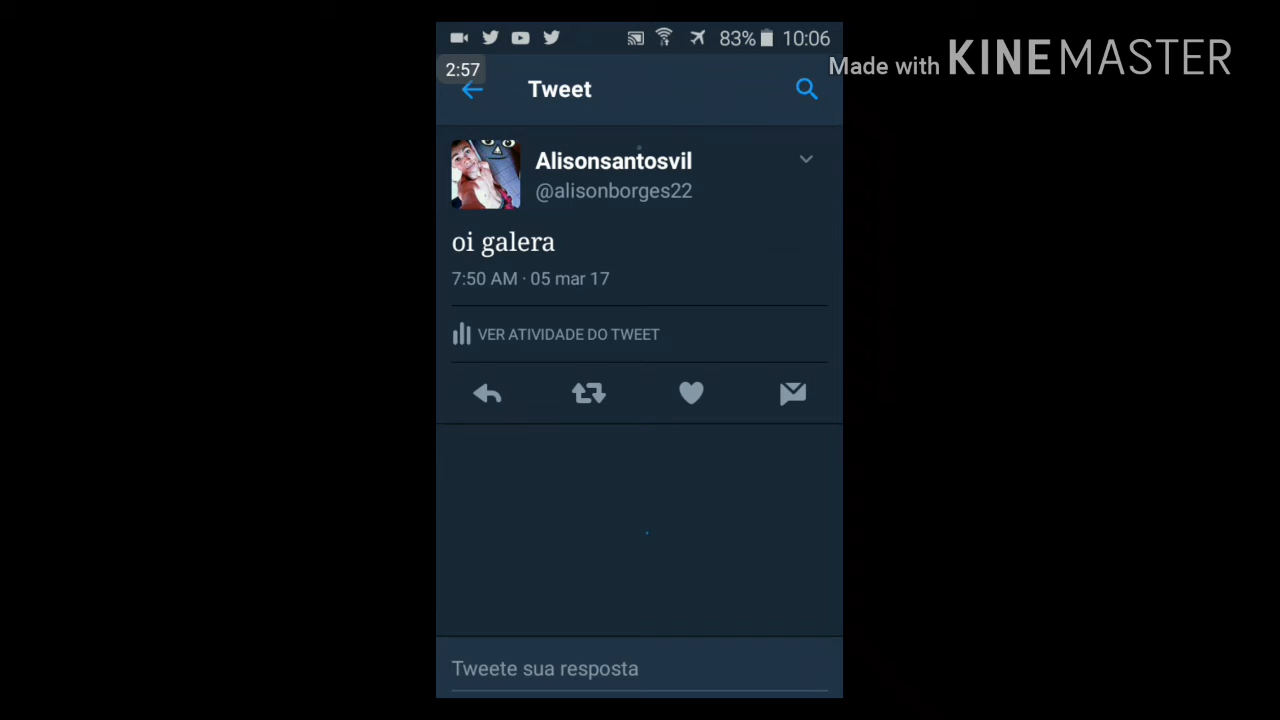 83% 10:06
Made with KINEMASTER
2:57
Tweet
Alisonsantosvil
@alisonborges22
oi galera
7:50 AM · 05 mar 17
VER ATIVIDADE DO TWEET
Tweete sua resposta